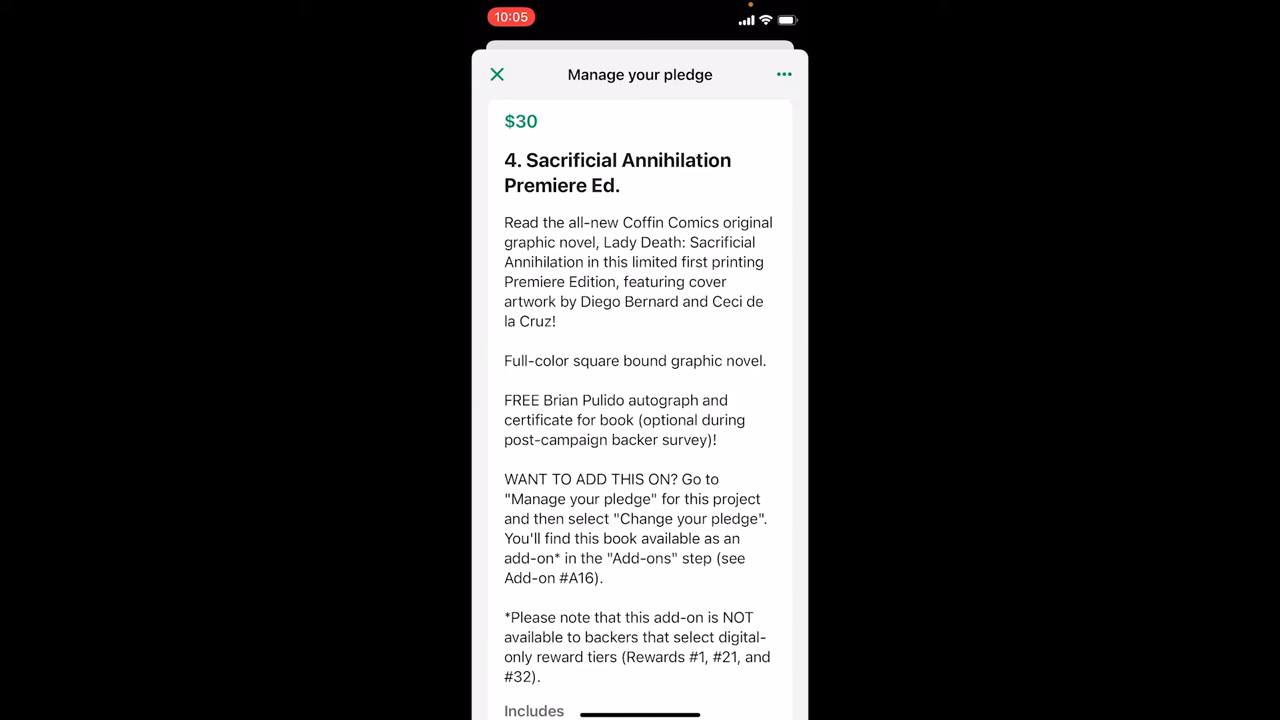 10:05
Manage your pledge
$30
4. Sacrificial Annihilation
Premiere Ed.
Read the all-new Coffin Comics original
graphic novel, Lady Death: Sacrificial
Annihilation in this limited first printing
Premiere Edition, featuring cover
artwork by Diego Bernard and Ceci de
la Cruz!
Full-color square bound graphic novel.
FREE Brian Pulido autograph and
certificate for book (optional during
post-campaign backer survey)!
WANT TO ADD THIS ON? Go to
"Manage your pledge" for this project
and then select "Change your pledge".
You'll find this book available as an
add-on* in the "Add-ons" step (see
Add-on #A16).
*Please note that this add-on is NOT
available to backers that select digital-
only reward tiers (Rewards #1, #21, and
#32).
Includes